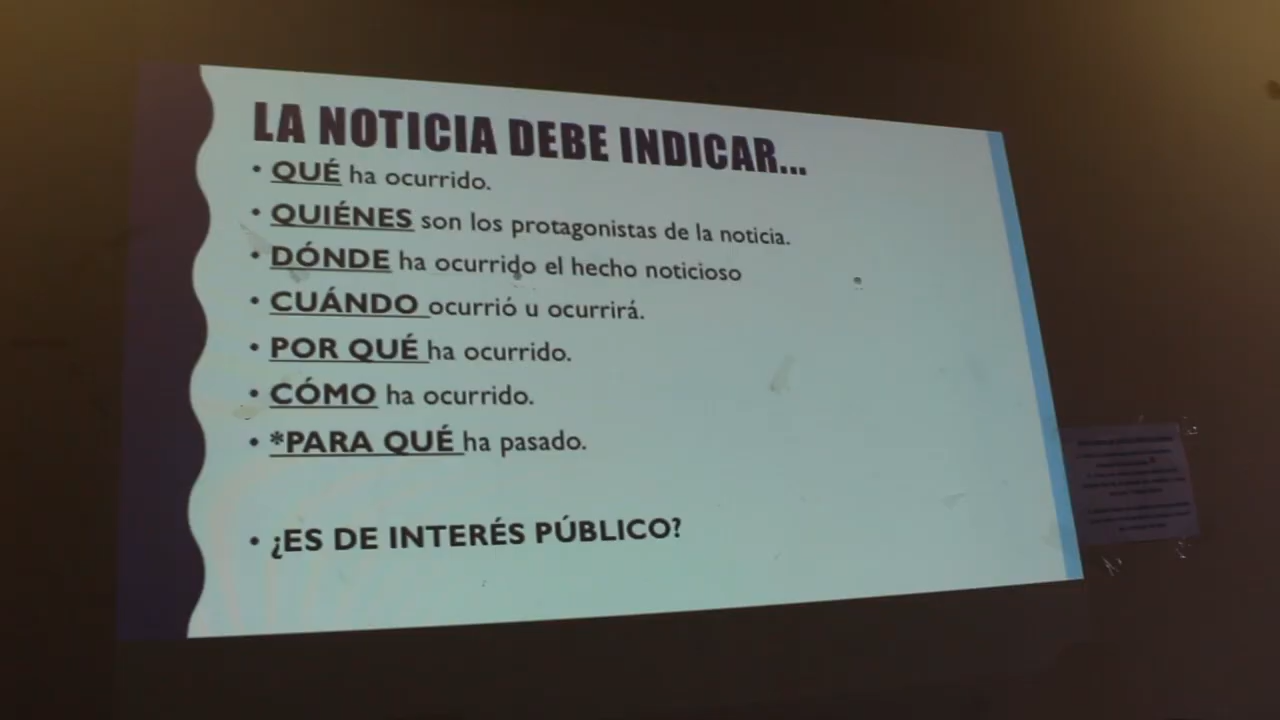 LA NOTICIA DEBE INDICAR...
• QUÉ ha ocurrido.
• QUIÉNES son los protagonistas de la noticia.
• DÓNDE ha ocurrido el hecho noticioso
• CUÁNDO ocurrió u ocurrirá.
• POR QUÉ ha ocurrido.
• CÓMO ha ocurrido.
• *PARA QUÉ ha pasado.
• ¿ES DE INTERÉS PÚBLICO?